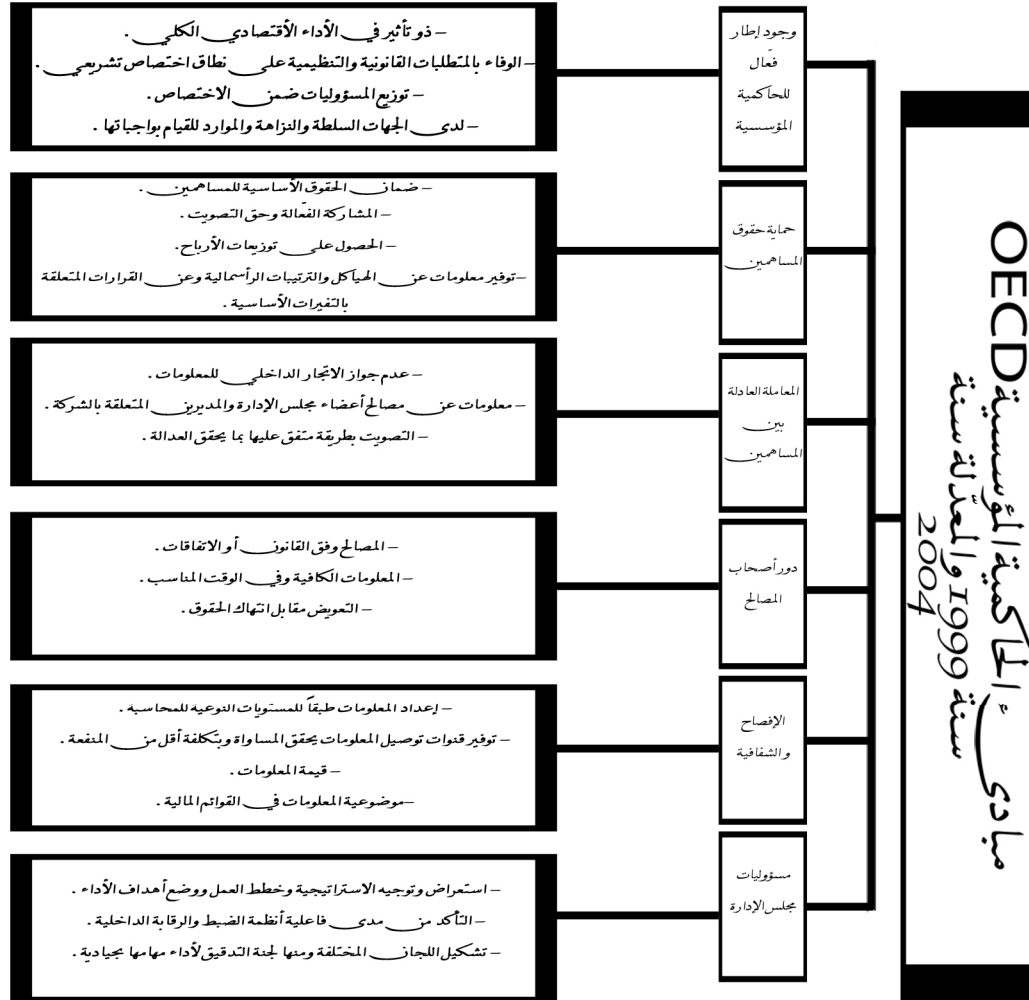 مبادىء الحاكمية المؤسسية OECD
سنة 1999 والمعدّلة سنة
2004
وجود إطار
فعّال
للحاكمية
المؤسسية
– ذو تأثير في الأداء الأقتصادي الكلي .
– الوفاء بالمتطلبات القانونية والتنظيمية على نطاق اختصاص تشريعي .
– توزيع المسؤوليات ضمن الاختصاص .
– لدى الجهات السلطة والنزاهة والموارد للقيام بواجباتها .
حماية حقوق
المساهمين
– ضمان الحقوق الأساسية للمساهمين .
– المشاركة الفعّالة وحق التصويت .
– الحصول على توزيعات الأرباح.
–توفير معلومات عن الهياكل والترتيبات الرأسمالية وعن القرارات المتعلقة
بالتغيرات الأساسية .
المعاملة العادلة
بين
المساهمين
– عدم جواز الاتجار الداخلي للمعلومات .
– معلومات عن مصالح أعضاء مجلس الإدارة والمديرين المتعلقة بالشركة .
– التصويت بطريقة متفق عليها بما يحقق العدالة .
دور أصحاب
المصالح
– المصالح وفق القانون أو الاتفاقات .
– المعلومات الكافية وفي الوقت المناسب .
– التعويض مقابل انتهاك الحقوق .
الإفصاح
والشفافية
– إعداد المعلومات طبقاً للمستويات النوعية للمحاسبة .
– توفير قنوات توصيل المعلومات يحقق المساواة وبتكلفة أقل من المنفعة .
– قيمة المعلومات .
–موضوعية المعلومات في القوائم المالية .
مسؤوليات
مجلس الإدارة
– استعراض وتوجيه الاستراتيجية وخطط العمل ووضع أهداف الأداء .
– التأكد من مدى فاعلية أنظمة الضبط والرقابة الداخلية .
– تشكيل اللجان المختلفة ومنها لجنة التدقيق لأداء مهامها بحيادية .